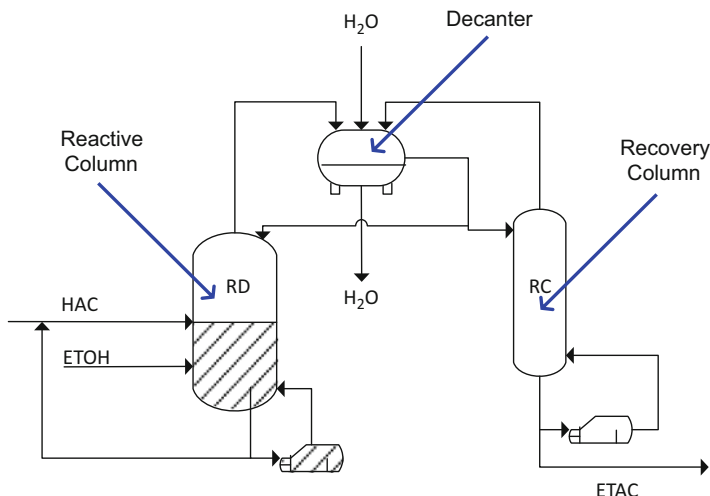 H2O
Decanter
Reactive
Column
Recovery
Column
RD
RC
HAC
H2O
ETOH
ETAC